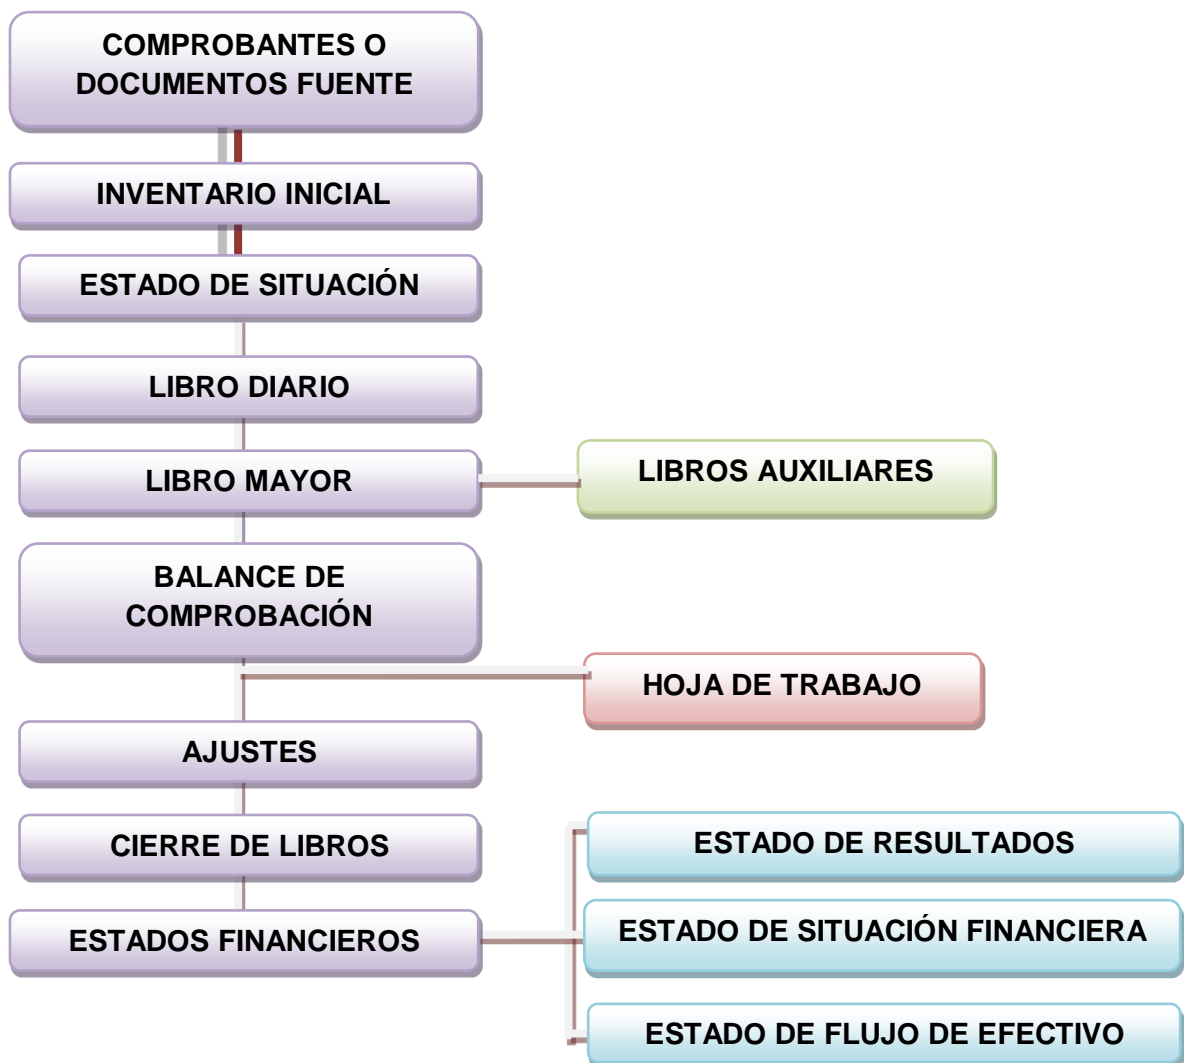 COMPROBANTES O
DOCUMENTOS FUENTE
INVENTARIO INICIAL
ESTADO DE SITUACIÓN
LIBRO DIARIO
LIBRO MAYOR
LIBROS AUXILIARES
BALANCE DE
COMPROBACIÓN
HOJA DE TRABAJO
AJUSTES
CIERRE DE LIBROS
ESTADOS FINANCIEROS
ESTADO DE RESULTADOS
ESTADO DE SITUACIÓN FINANCIERA
ESTADO DE FLUJO DE EFECTIVO